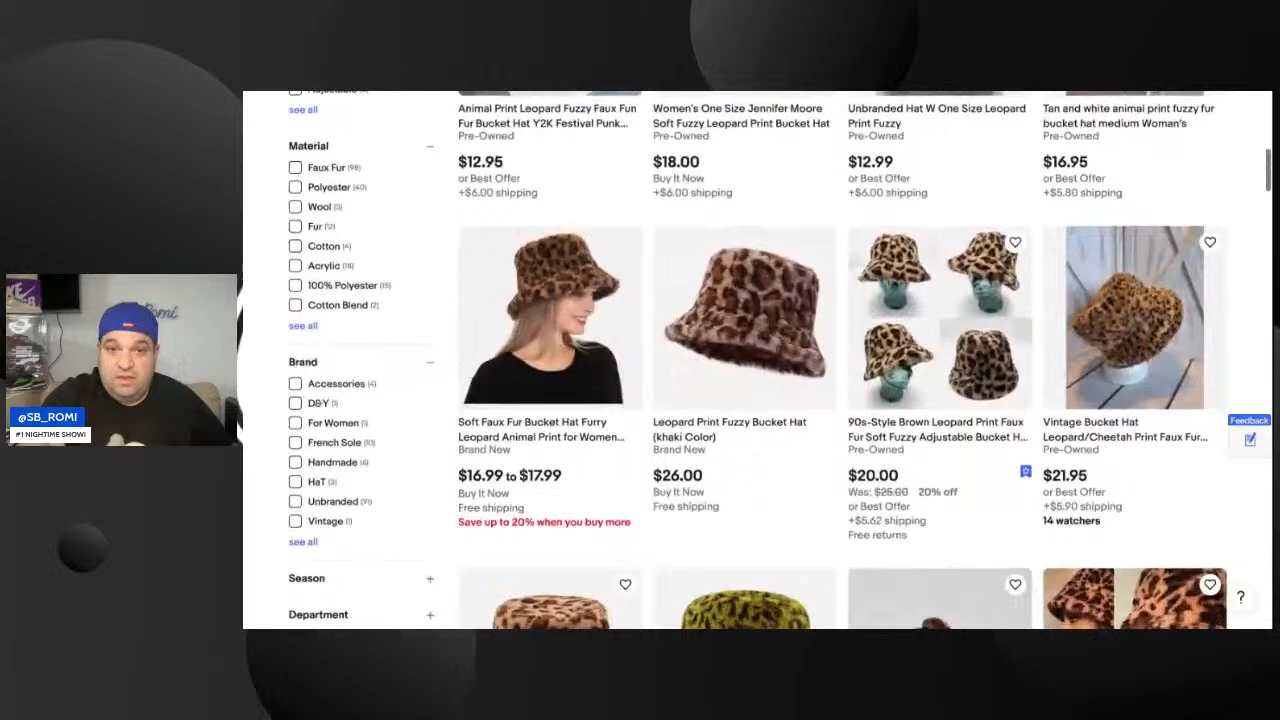 see all
Material
Faux Fur (98)
Polyester (40)
Wool (3)
Fur (12)
Cotton (4)
Acrylic (18)
100% Polyester (15)
Cotton Blend (2)
see all
Brand
Accessories (4)
D&Y (1)
For Women (1)
French Sole (10)
Handmade (6)
HaT (3)
Unbranded (91)
Vintage (1)
see all
Season
Department
Animal Print Leopard Fuzzy Faux Fun
Fur Bucket Hat Y2K Festival Punk...
Pre-Owned
$12.95
or Best Offer
+$6.00 shipping
Women's One Size Jennifer Moore
Soft Fuzzy Leopard Print Bucket Hat
Pre-Owned
$18.00
Buy It Now
+$6.00 shipping
Unbranded Hat W One Size Leopard
Print Fuzzy
Pre-Owned
$12.99
or Best Offer
+$6.00 shipping
Tan and white animal print fuzzy fur
bucket hat medium Woman's
Pre-Owned
$16.95
or Best Offer
+$5.80 shipping
Soft Faux Fur Bucket Hat Furry
Leopard Animal Print for Women...
Brand New
$16.99 to $17.99
Buy It Now
Free shipping
Save up to 20% when you buy more
Leopard Print Fuzzy Bucket Hat
(khaki Color)
Brand New
$26.00
Buy It Now
Free shipping
90s-Style Brown Leopard Print Faux
Fur Soft Fuzzy Adjustable Bucket H...
Pre-Owned
$20.00
Was: $25.00 20% off
or Best Offer
+$5.62 shipping
Free returns
Vintage Bucket Hat
Leopard/Cheetah Print Faux Fur...
Pre-Owned
$21.95
or Best Offer
+$5.90 shipping
14 watchers
Feedback
?
@SB_ROMI
#1 NIGHTIME SHOW!